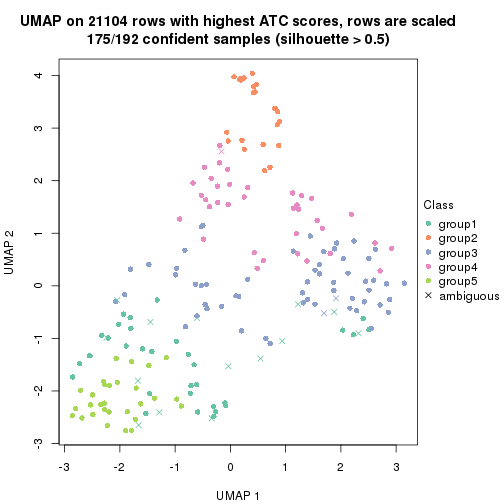 UMAP on 21104 rows with highest ATC scores, rows are scaled
175/192 confident samples (silhouette > 0.5)
4
3
2
1
0
-1
-2
-3
UMAP 2
-3 -2 -1 0 1 2 3
UMAP 1
Class
group1
group2
group3
group4
group5
ambiguous